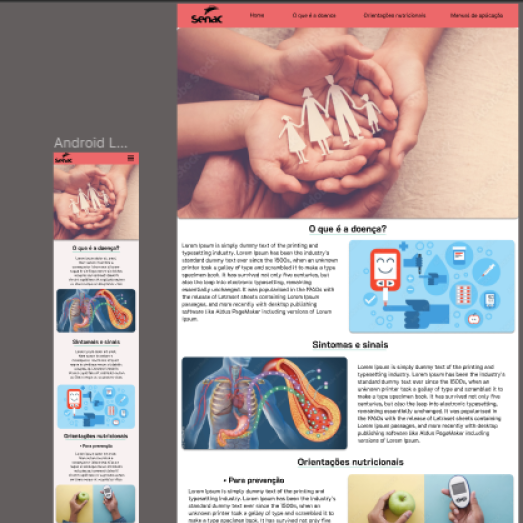 Senac
Home
O que é a doença
Orientações nutricionais
Manuais de aplicação
Android L...
Senac
O que é a doença?
Sintomas e sinais
Orientações nutricionais
• Para prevenção
O que é a doença?
Lorem Ipsum is simply dummy text of the printing and
typesetting industry. Lorem Ipsum has been the industry's
standard dummy text ever since the 1500s, when an unknown
printer took a galley of type and scrambled it to make a type
specimen book. It has survived not only five centuries, but
also the leap into electronic typesetting, remaining
essentially unchanged. It was popularised in the 1960s with
the release of Letraset sheets containing Lorem Ipsum
passages, and more recently with desktop publishing
software like Aldus PageMaker including versions of Lorem
Ipsum.
Sintomas e sinais
Lorem Ipsum is simply dummy text of the printing and
typesetting industry. Lorem Ipsum has been the industry's
standard dummy text ever since the 1500s, when an unknown
printer took a galley of type and scrambled it to make a
type specimen book. It has survived not only five
centuries, but also the leap into electronic typesetting,
remaining essentially unchanged. It was popularised in
the 1960s with the release of Letraset sheets containing
Lorem Ipsum passages, and more recently with desktop
publishing software like Aldus PageMaker including
versions of Lorem Ipsum.
Orientações nutricionais
• Para prevenção
Lorem Ipsum is simply dummy text of the printing and
typesetting industry. Lorem Ipsum has been the industry's
standard dummy text ever since the 1500s, when an
unknown printer took a galley of type and scrambled it to
make a type specimen book. It has survived not only five